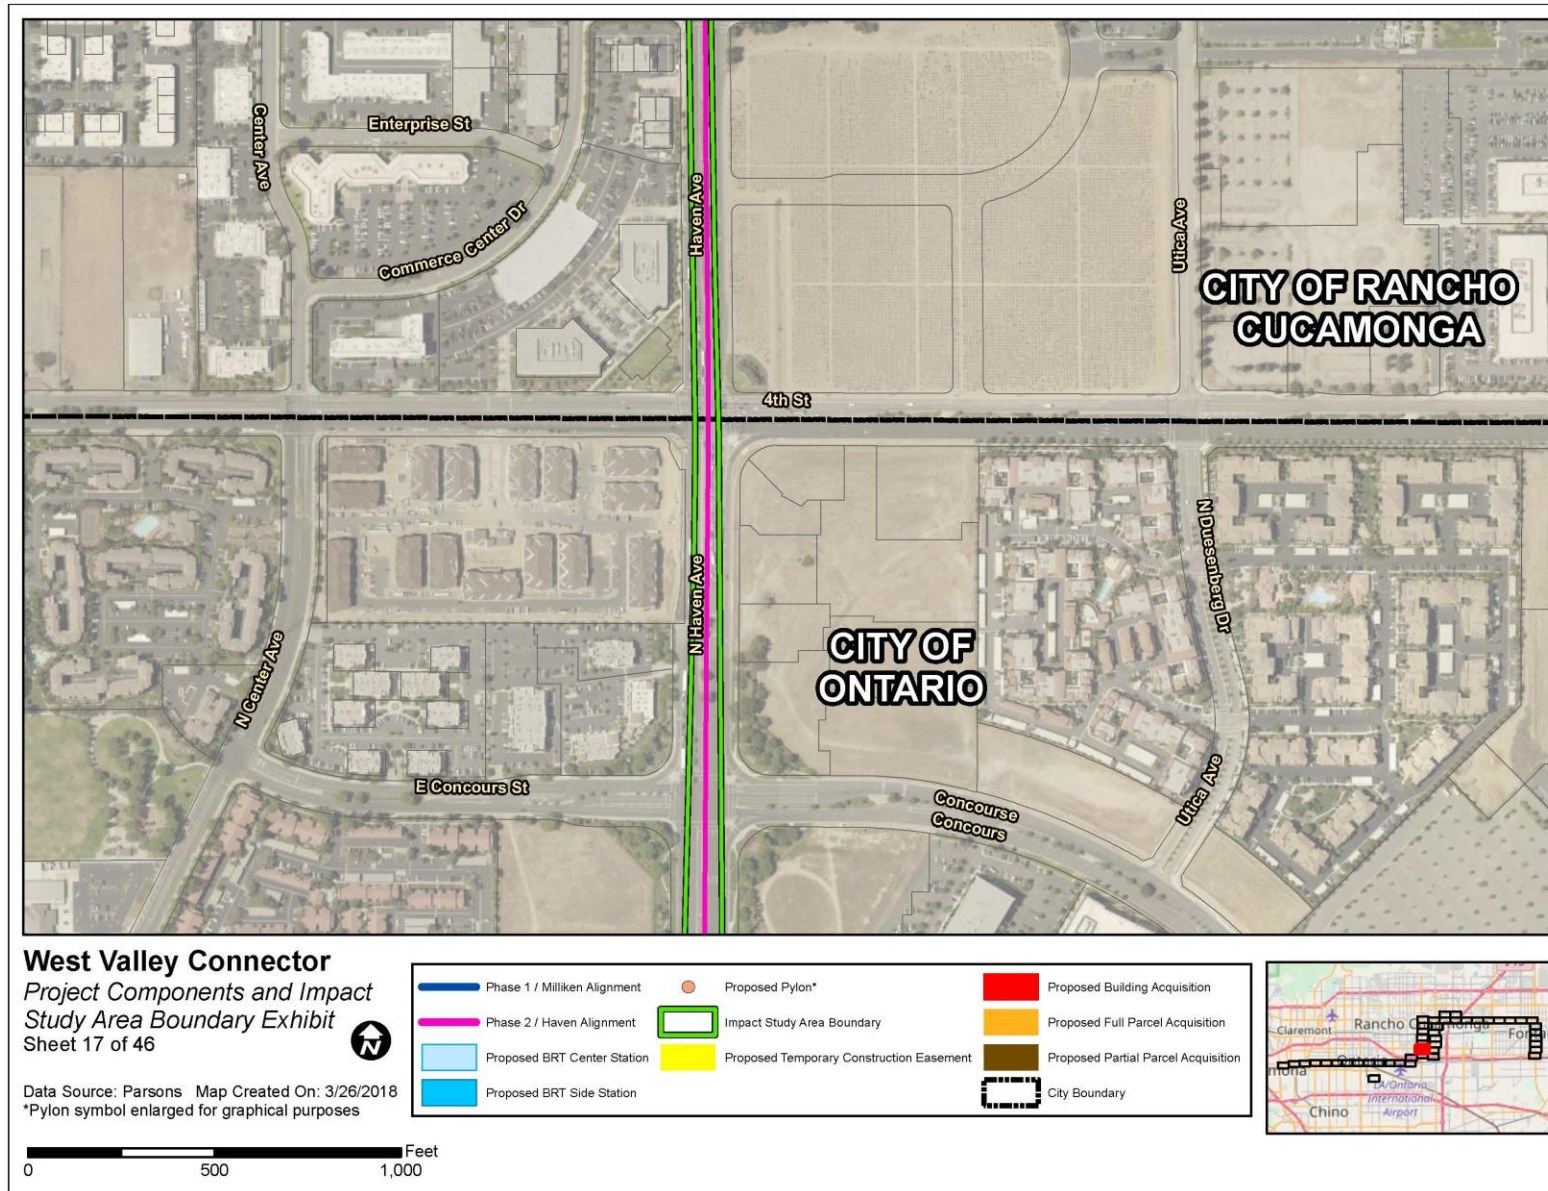 Enterprise St
Center Ave
Commerce Center Dr
Haven Ave
Utica Ave
CITY OF RANCHO
CUCAMONGA
4th St
N Haven Ave
N Duesenberg Dr
CITY OF
ONTARIO
N Center Ave
E Concours St
Concourse
Concours
Utica Ave
West Valley Connector
Project Components and Impact
Study Area Boundary Exhibit
Sheet 17 of 46
N
Data Source: Parsons Map Created On: 3/26/2018
*Pylon symbol enlarged for graphical purposes
0 500 1,000 Feet
Phase 1 / Milliken Alignment
Phase 2 / Haven Alignment
Proposed BRT Center Station
Proposed BRT Side Station
Proposed Pylon*
Impact Study Area Boundary
Proposed Temporary Construction Easement
Proposed Building Acquisition
Proposed Full Parcel Acquisition
Proposed Partial Parcel Acquisition
City Boundary
Claremont
Rancho Cucamonga
Ontario
LA/Ontario
International
Airport
Chino